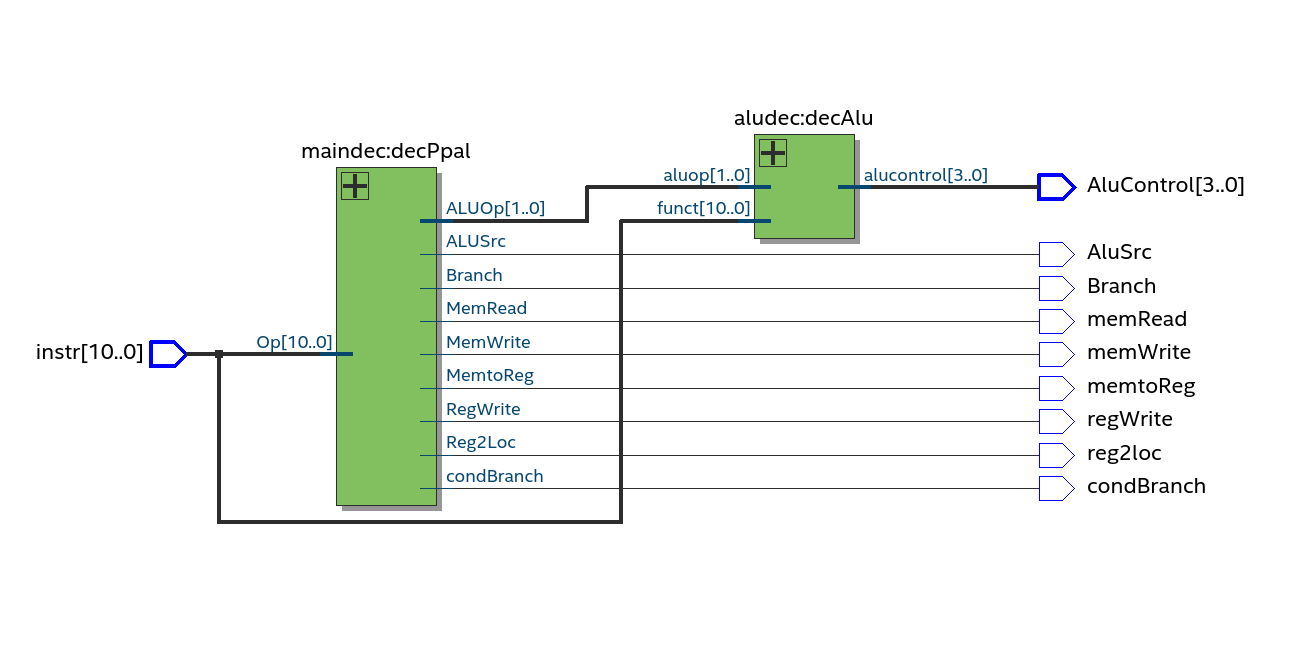 aludec:decAlu
maindec:decPpal
aluop[1..0]
alucontrol[3..0]
AluControl[3..0]
ALUOp[1..0]
funct[10..0]
ALUSrc
AluSrc
Branch
Branch
MemRead
memRead
instr[10..0]
Op[10..0]
MemWrite
memWrite
MemtoReg
memtoReg
RegWrite
regWrite
Reg2Loc
reg2loc
condBranch
condBranch